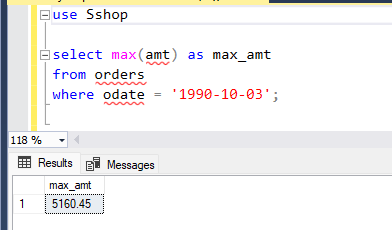 use Sshop
select max(amt) as max_amt
from orders
where odate = '1990-10-03';
118 %
Results Messages
max_amt
1 5160.45